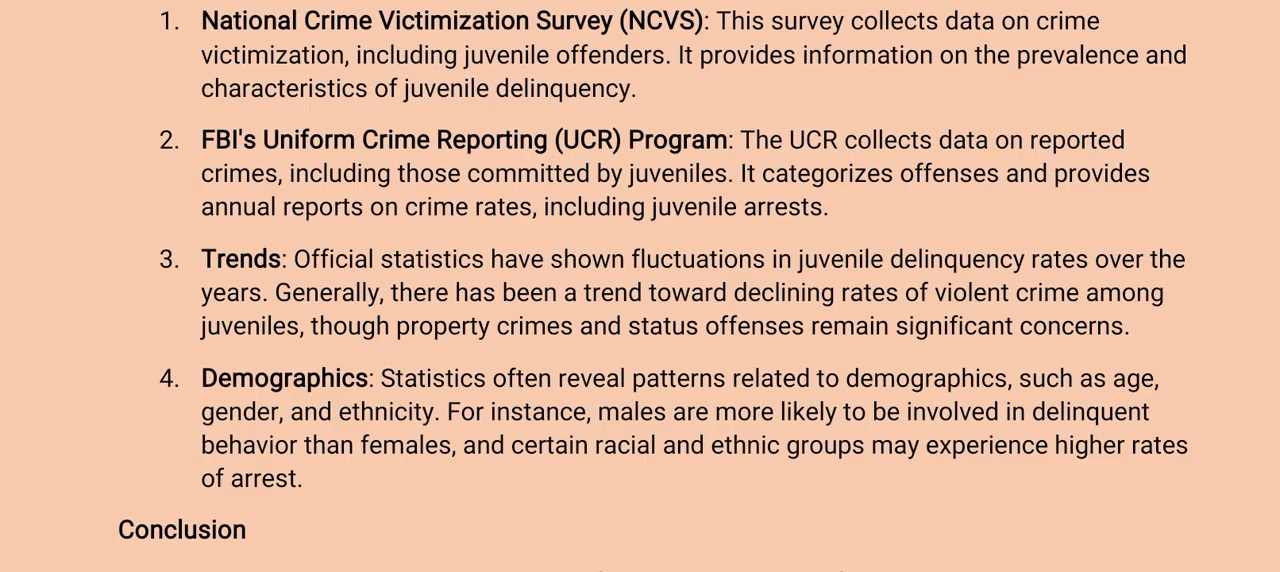 1. National Crime Victimization Survey (NCVS): This survey collects data on crime
victimization, including juvenile offenders. It provides information on the prevalence and
characteristics of juvenile delinquency.
2. FBI's Uniform Crime Reporting (UCR) Program: The UCR collects data on reported
crimes, including those committed by juveniles. It categorizes offenses and provides
annual reports on crime rates, including juvenile arrests.
3. Trends: Official statistics have shown fluctuations in juvenile delinquency rates over the
years. Generally, there has been a trend toward declining rates of violent crime among
juveniles, though property crimes and status offenses remain significant concerns.
4. Demographics: Statistics often reveal patterns related to demographics, such as age,
gender, and ethnicity. For instance, males are more likely to be involved in delinquent
behavior than females, and certain racial and ethnic groups may experience higher rates
of arrest.
Conclusion